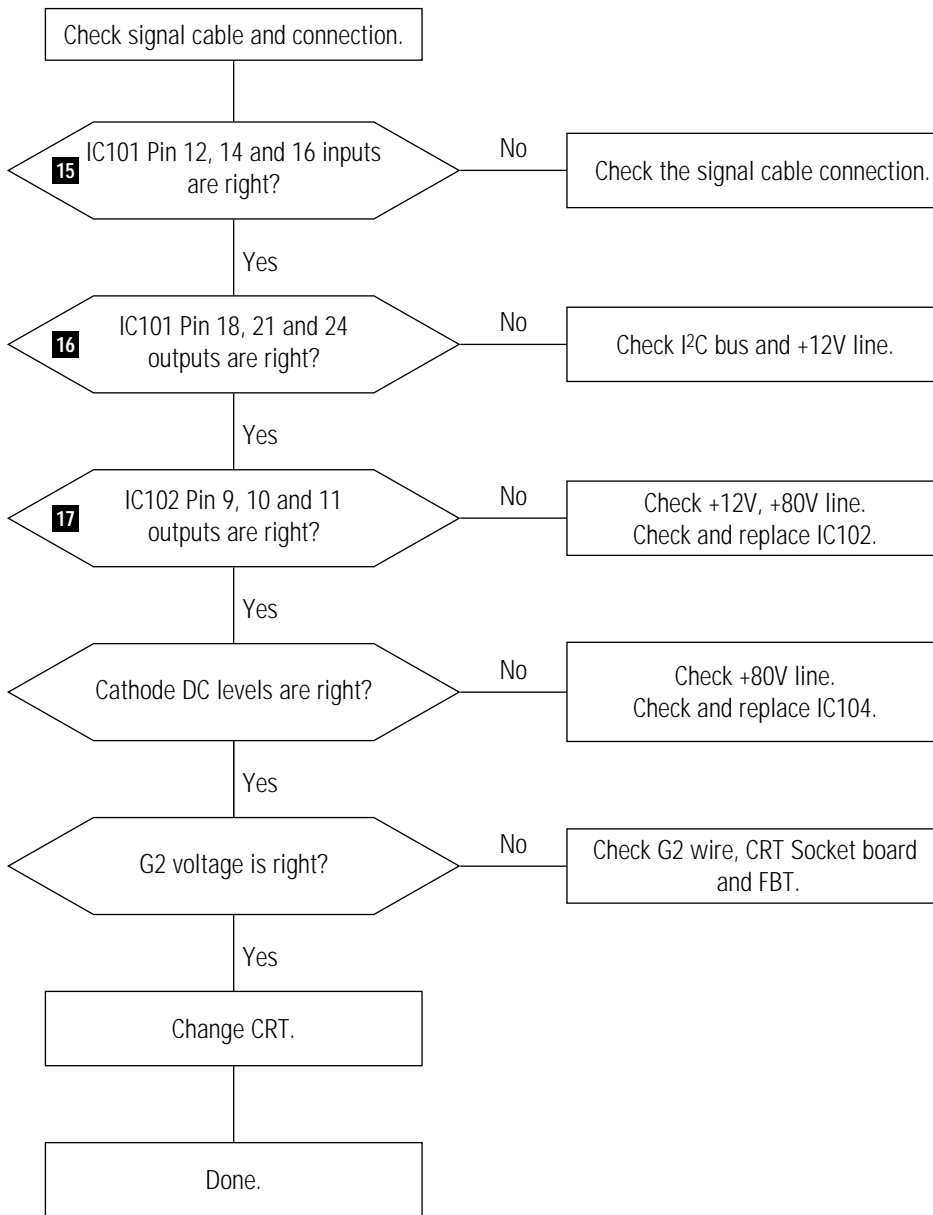 Check signal cable and connection.
15
IC101 Pin 12, 14 and 16 inputs
are right?
No
Check the signal cable connection.
Yes
16
IC101 Pin 18, 21 and 24
outputs are right?
No
Check I²C bus and +12V line.
Yes
17
IC102 Pin 9, 10 and 11
outputs are right?
No
Check +12V, +80V line.
Check and replace IC102.
Yes
Cathode DC levels are right?
No
Check +80V line.
Check and replace IC104.
Yes
G2 voltage is right?
No
Check G2 wire, CRT Socket board
and FBT.
Yes
Change CRT.
Done.